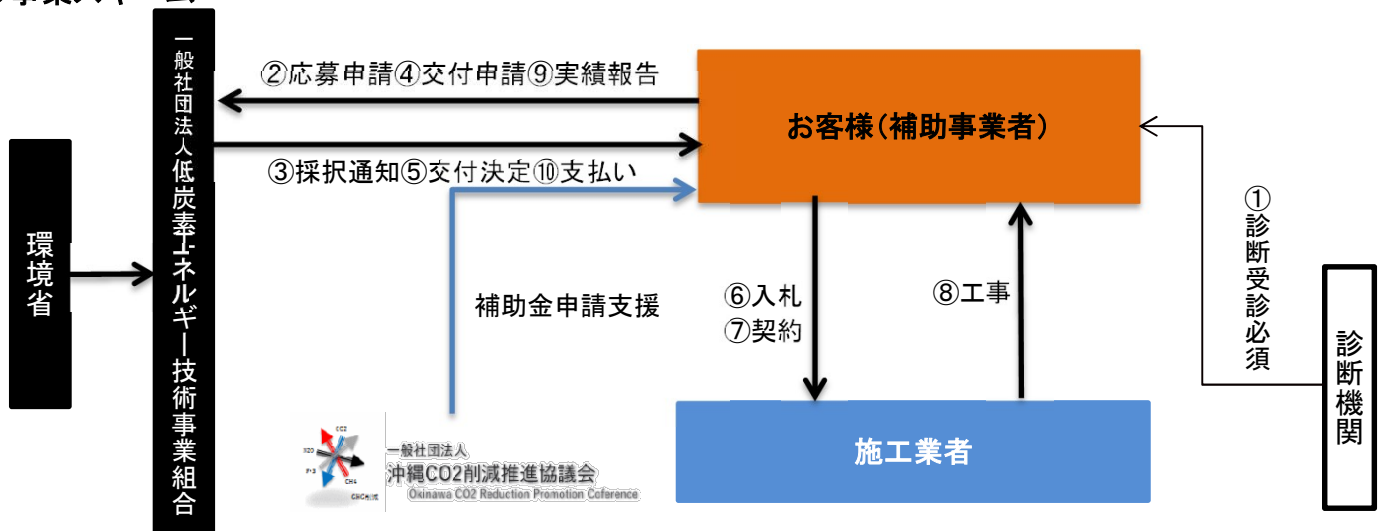 事業スキーム
一般社団法人低炭素エネルギー技術事業組合
環境省
②応募申請④交付申請⑨実績報告
③採択通知⑤交付決定⑩支払い
お客様(補助事業者)
①診断受診必須
診断機関
補助金申請支援
⑥入札
⑦契約
⑧工事
施工業者
CO2
N2O
CH4
一般社団法人
沖縄CO2削減推進協議会
Okinawa CO2 Reduction Promotion Coference